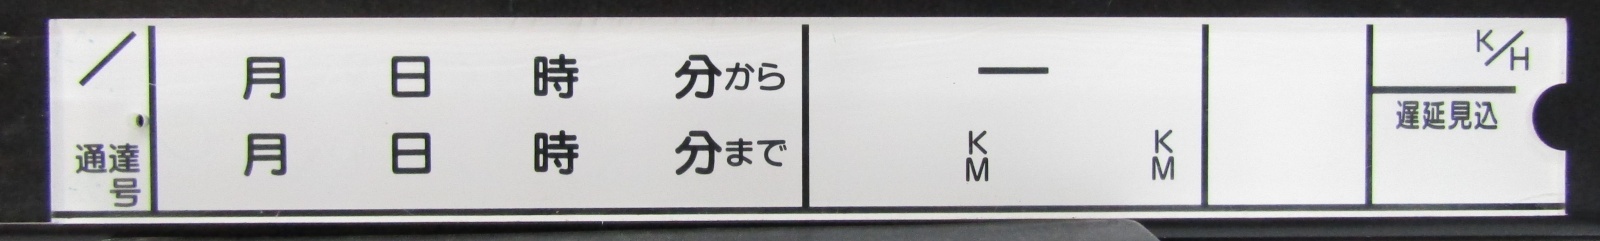 ／
通達
号
月 日 時 分から
月 日 時 分まで
―
KM KM
K/H
遅延見込